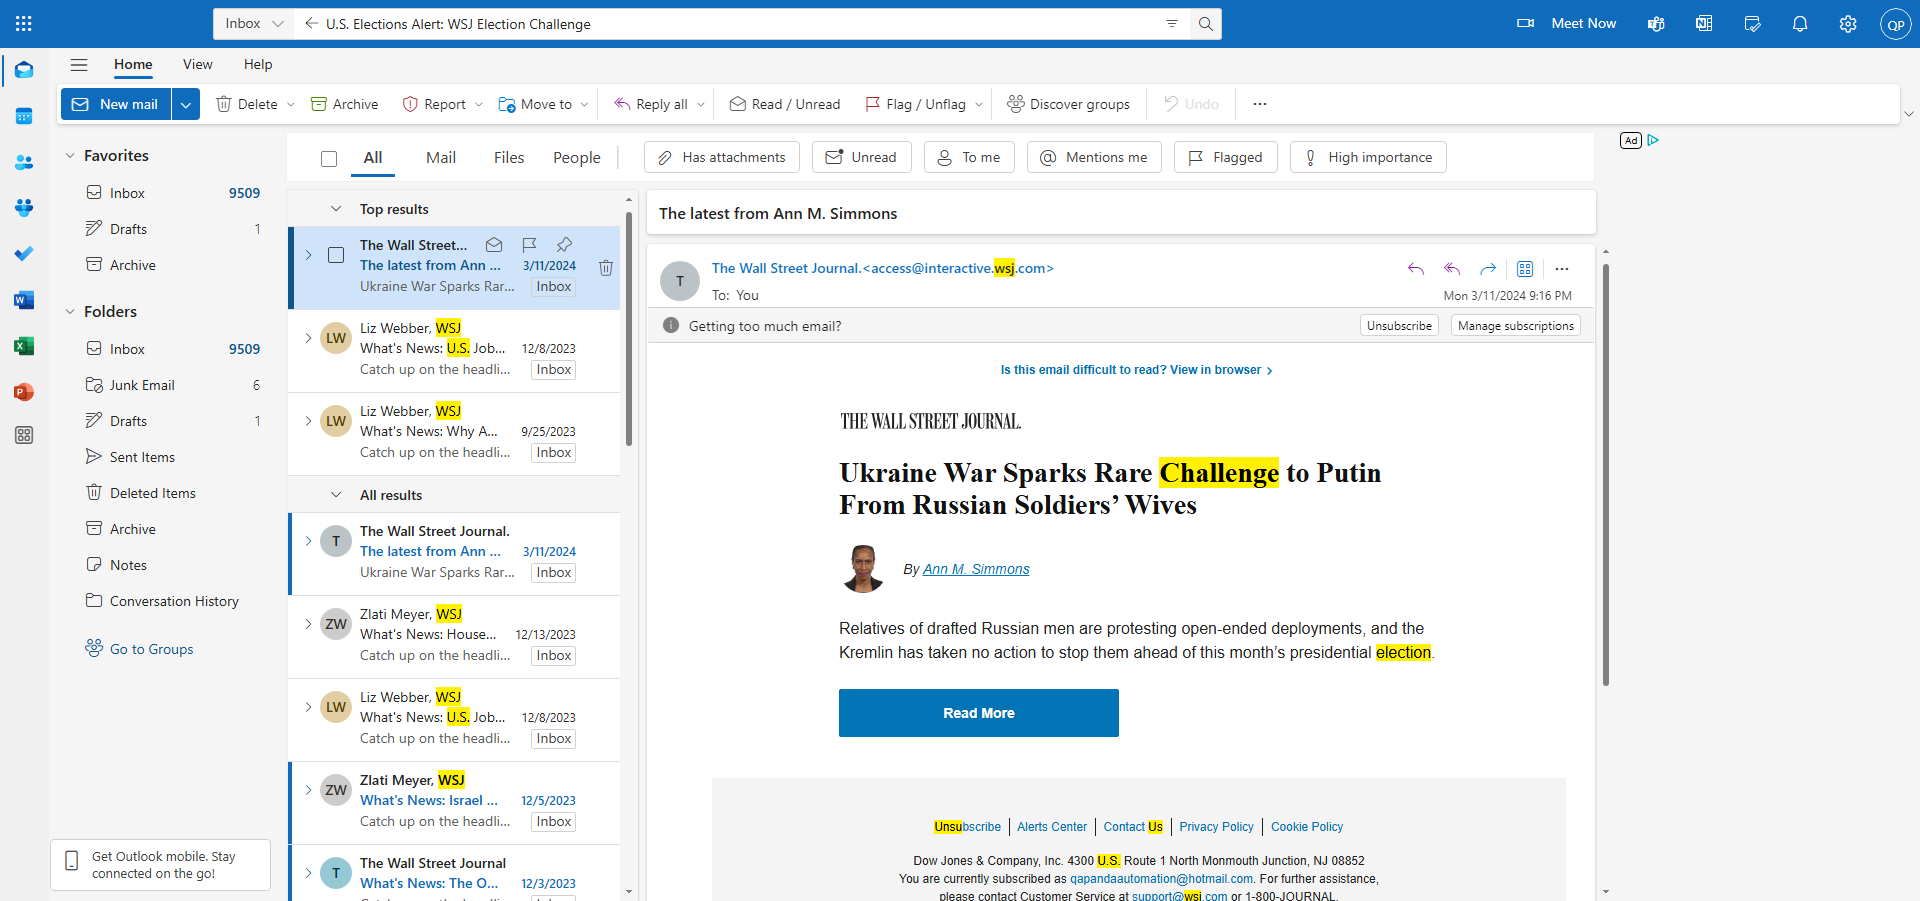 Inbox
U.S. Elections Alert: WSJ Election Challenge
Meet Now
QP
Home
View
Help
New mail
Delete
Archive
Report
Move to
Reply all
Read / Unread
Flag / Unflag
Discover groups
Undo
Favorites
Inbox 9509
Drafts 1
Archive
Folders
Inbox 9509
Junk Email 6
Drafts 1
Sent Items
Deleted Items
Archive
Notes
Conversation History
Go to Groups
Get Outlook mobile. Stay
connected on the go!
All
Mail
Files
People
Has attachments
Unread
To me
Mentions me
Flagged
High importance
Top results
The Wall Street...
The latest from Ann ... 3/11/2024
Ukraine War Sparks Rar... Inbox
LW
Liz Webber, WSJ
What's News: U.S. Job... 12/8/2023
Catch up on the headli... Inbox
LW
Liz Webber, WSJ
What's News: Why A... 9/25/2023
Catch up on the headli... Inbox
All results
T
The Wall Street Journal.
The latest from Ann ... 3/11/2024
Ukraine War Sparks Rar... Inbox
ZW
Zlati Meyer, WSJ
What's News: House... 12/13/2023
Catch up on the headli... Inbox
LW
Liz Webber, WSJ
What's News: U.S. Job... 12/8/2023
Catch up on the headli... Inbox
ZW
Zlati Meyer, WSJ
What's News: Israel ... 12/5/2023
Catch up on the headli... Inbox
T
The Wall Street Journal
What's News: The O... 12/3/2023
The latest from Ann M. Simmons
T
The Wall Street Journal.<access@interactive.wsj.com>
To: You
Mon 3/11/2024 9:16 PM
Getting too much email?
Unsubscribe
Manage subscriptions
Is this email difficult to read? View in browser ›
THE WALL STREET JOURNAL.
Ukraine War Sparks Rare Challenge to Putin
From Russian Soldiers’ Wives
By Ann M. Simmons
Relatives of drafted Russian men are protesting open-ended deployments, and the
Kremlin has taken no action to stop them ahead of this month’s presidential election.
Read More
Unsubscribe | Alerts Center | Contact Us | Privacy Policy | Cookie Policy
Dow Jones & Company, Inc. 4300 U.S. Route 1 North Monmouth Junction, NJ 08852
You are currently subscribed as qapandaautomation@hotmail.com. For further assistance,
please contact Customer Service at support@wsj.com or 1-800-JOURNAL.
Ad